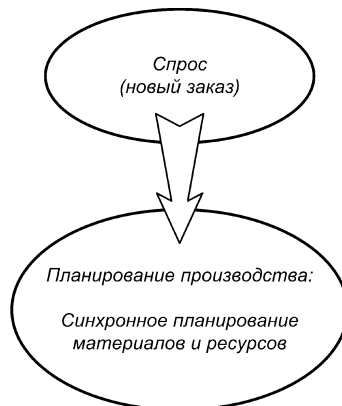 Спрос
(новый заказ)
Планирование производства:
Синхронное планирование
материалов и ресурсов